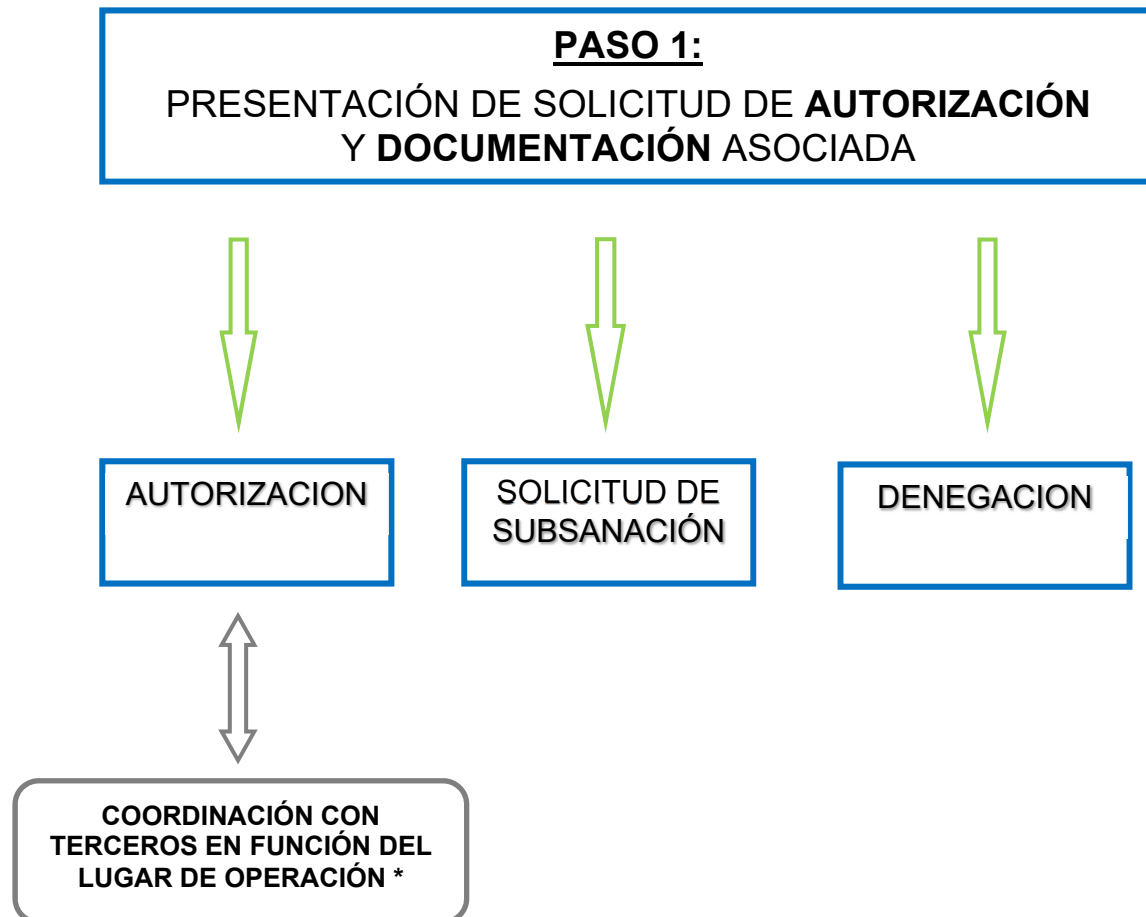 PASO 1:
PRESENTACIÓN DE SOLICITUD DE AUTORIZACIÓN
Y DOCUMENTACIÓN ASOCIADA
AUTORIZACION
SOLICITUD DE
SUBSANACIÓN
DENEGACION
COORDINACIÓN CON
TERCEROS EN FUNCIÓN DEL
LUGAR DE OPERACIÓN *